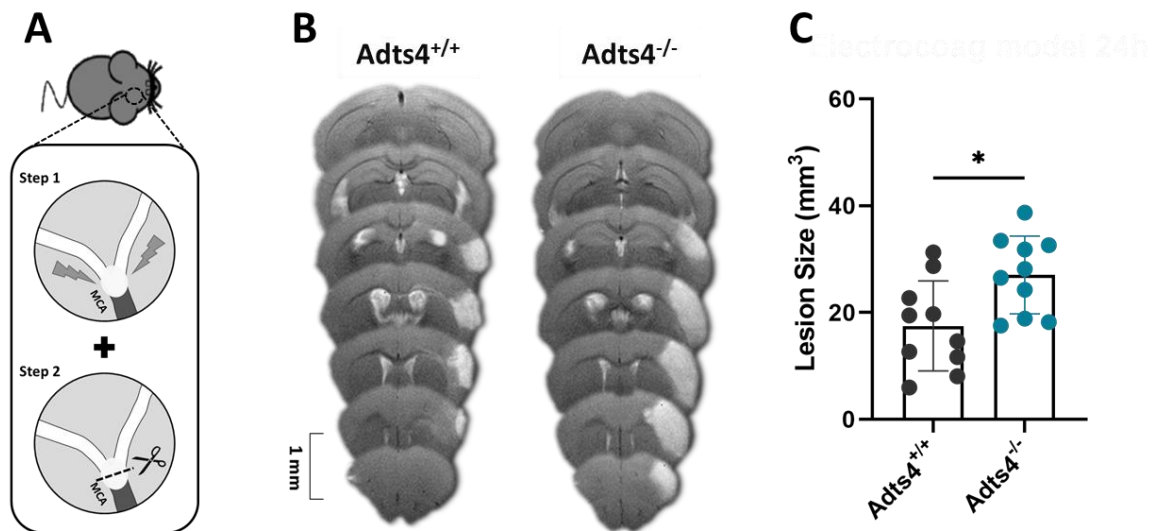 A
Step 1
MCA
+
Step 2
MCA
B
Adts4+/+
Adts4-/-
1 mm
C
Electrocoag model 24h
Lesion Size (mm³)
60
40
20
0
*
Adts4+/+
Adts4-/-